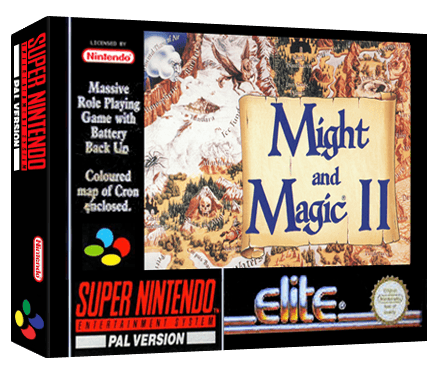 SUPER NINTENDO
PAL VERSION
Nintendo
LICENSED BY
Nintendo
Massive
Role Playing
Game with
Battery
Back Up
Coloured
map of Cron
enclosed.
Might
and
Magic II
SUPER NINTENDO
ENTERTAINMENT SYSTEM
PAL VERSION
elite®
Nintendo